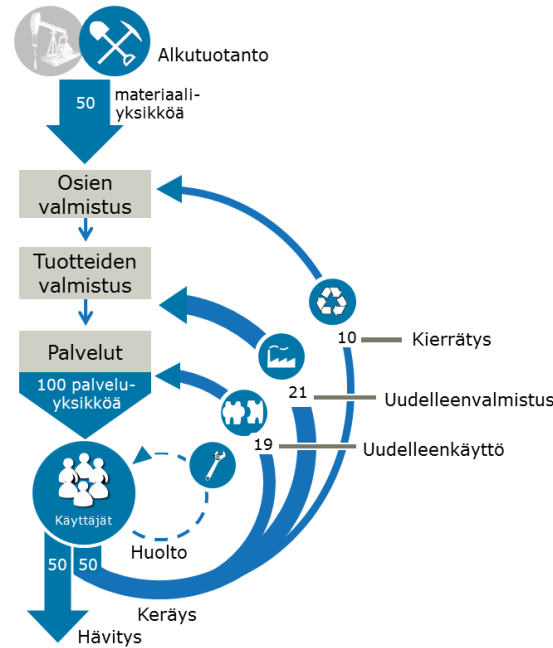 Alkutuotanto
50
materiaali-
yksikköä
Osien
valmistus
Tuotteiden
valmistus
Palvelut
100 palvelu-
yksikköä
10
Kierrätys
21
Uudelleenvalmistus
19
Uudelleenkäyttö
Käyttäjät
Huolto
50
50
Keräys
Hävitys